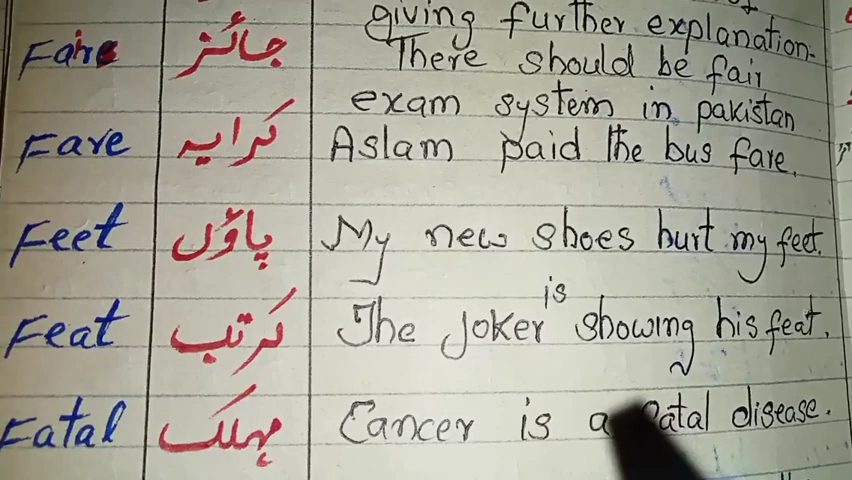 giving further explanation.
Fair جائز There should be fair
exam system in pakistan
Fare کرایہ Aslam paid the bus fare.
Feet پاؤں My new shoes hurt my feet.
is
Feat کرتب The Joker showing his feat.
Fatal مہلک Cancer is a fatal disease.